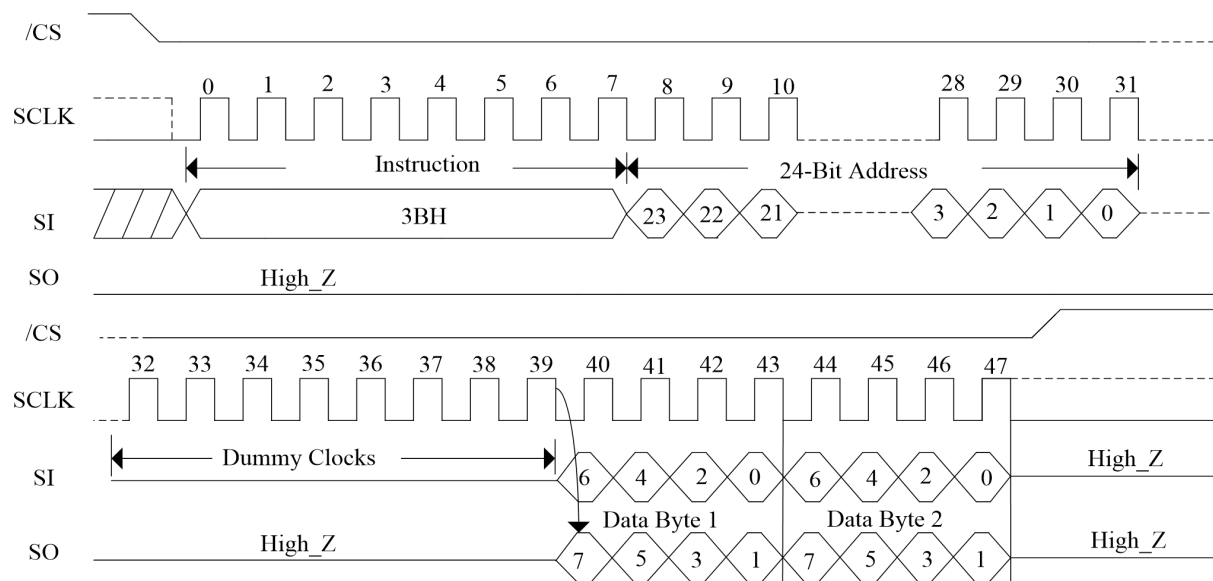 /CS
0 1 2 3 4 5 6 7 8 9 10 28 29 30 31
SCLK
Instruction 24-Bit Address
SI 3BH 23 22 21 3 2 1 0
SO High_Z
/CS
32 33 34 35 36 37 38 39 40 41 42 43 44 45 46 47
SCLK
Dummy Clocks High_Z
SI 6 4 2 0 6 4 2 0
Data Byte 1 Data Byte 2
SO High_Z 7 5 3 1 7 5 3 1 High_Z